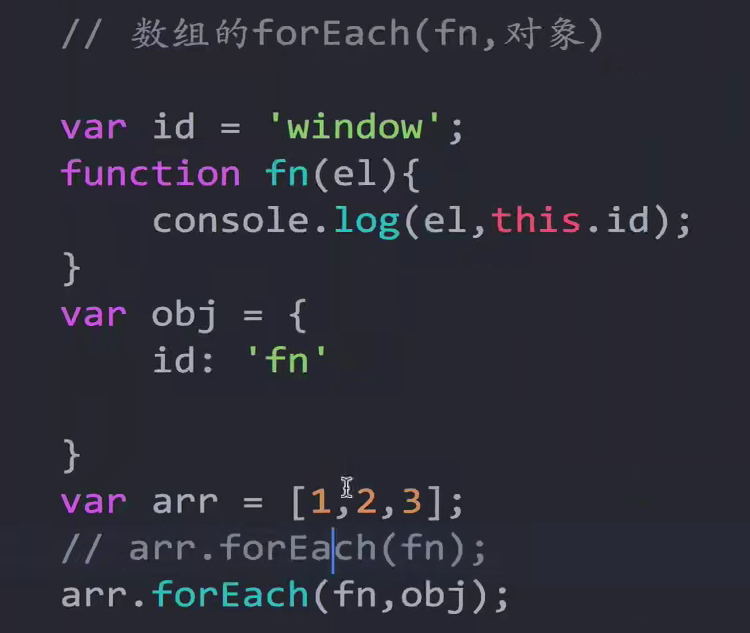 // 数组的forEach(fn,对象)
var id = 'window';
function fn(el){
console.log(el,this.id);
}
var obj = {
id: 'fn'
}
var arr = [1,2,3];
// arr.forEach(fn);
arr.forEach(fn,obj);